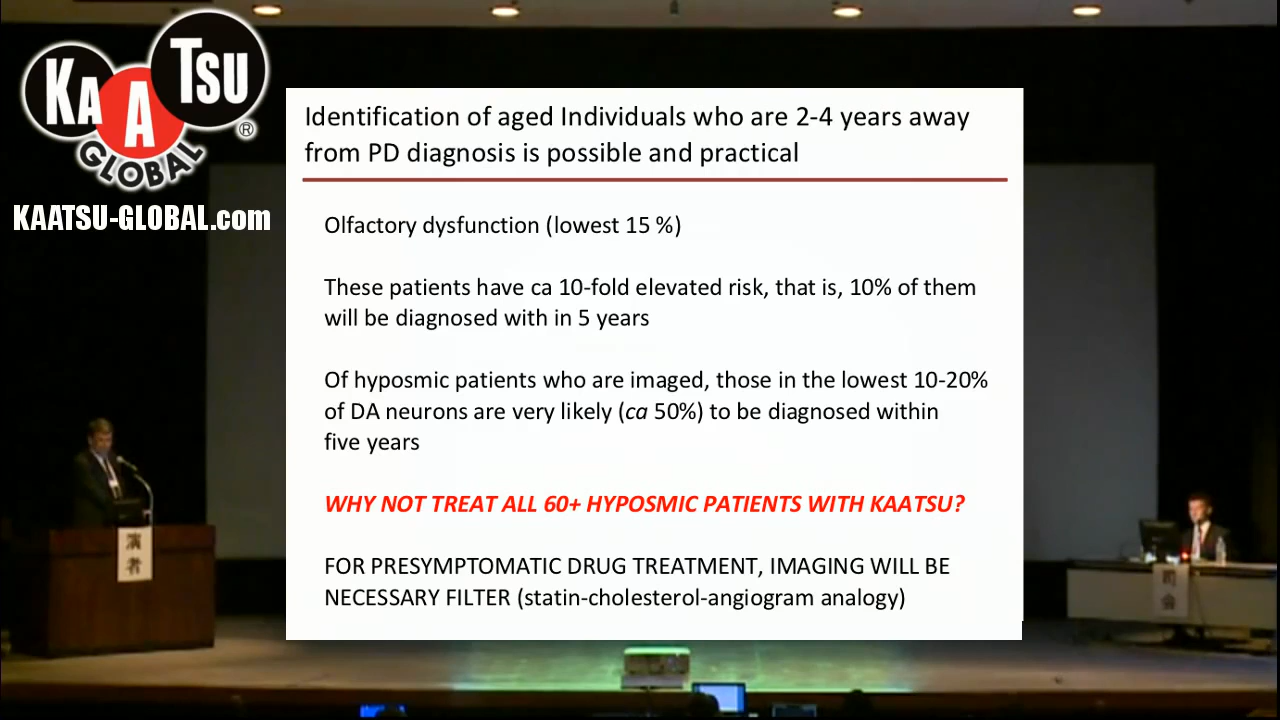 KAATSU
GLOBAL
®
KAATSU-GLOBAL.com
Identification of aged Individuals who are 2-4 years away
from PD diagnosis is possible and practical
Olfactory dysfunction (lowest 15 %)
These patients have ca 10-fold elevated risk, that is, 10% of them
will be diagnosed with in 5 years
Of hyposmic patients who are imaged, those in the lowest 10-20%
of DA neurons are very likely (ca 50%) to be diagnosed within
five years
WHY NOT TREAT ALL 60+ HYPOSMIC PATIENTS WITH KAATSU?
FOR PRESYMPTOMATIC DRUG TREATMENT, IMAGING WILL BE
NECESSARY FILTER (statin-cholesterol-angiogram analogy)
演
者
司
会